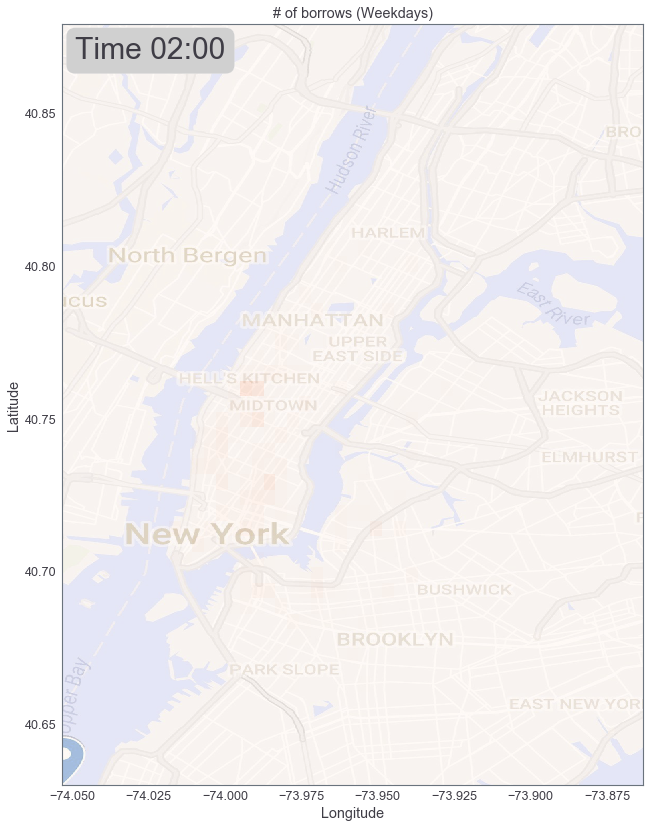 # of borrows (Weekdays)
Time 02:00
40.85
Hudson River
BRO
HARLEM
North Bergen
40.80
East River
CUS
MANHATTAN
UPPER
EAST SIDE
HELL'S KITCHEN
MIDTOWN
JACKSON
HEIGHTS
Latitude
40.75
ELMHURST
New York
40.70
BUSHWICK
BROOKLYN
PARK SLOPE
Upper Bay
EAST NEW YOR
40.65
−74.050 −74.025 −74.000 −73.975 −73.950 −73.925 −73.900 −73.875
Longitude